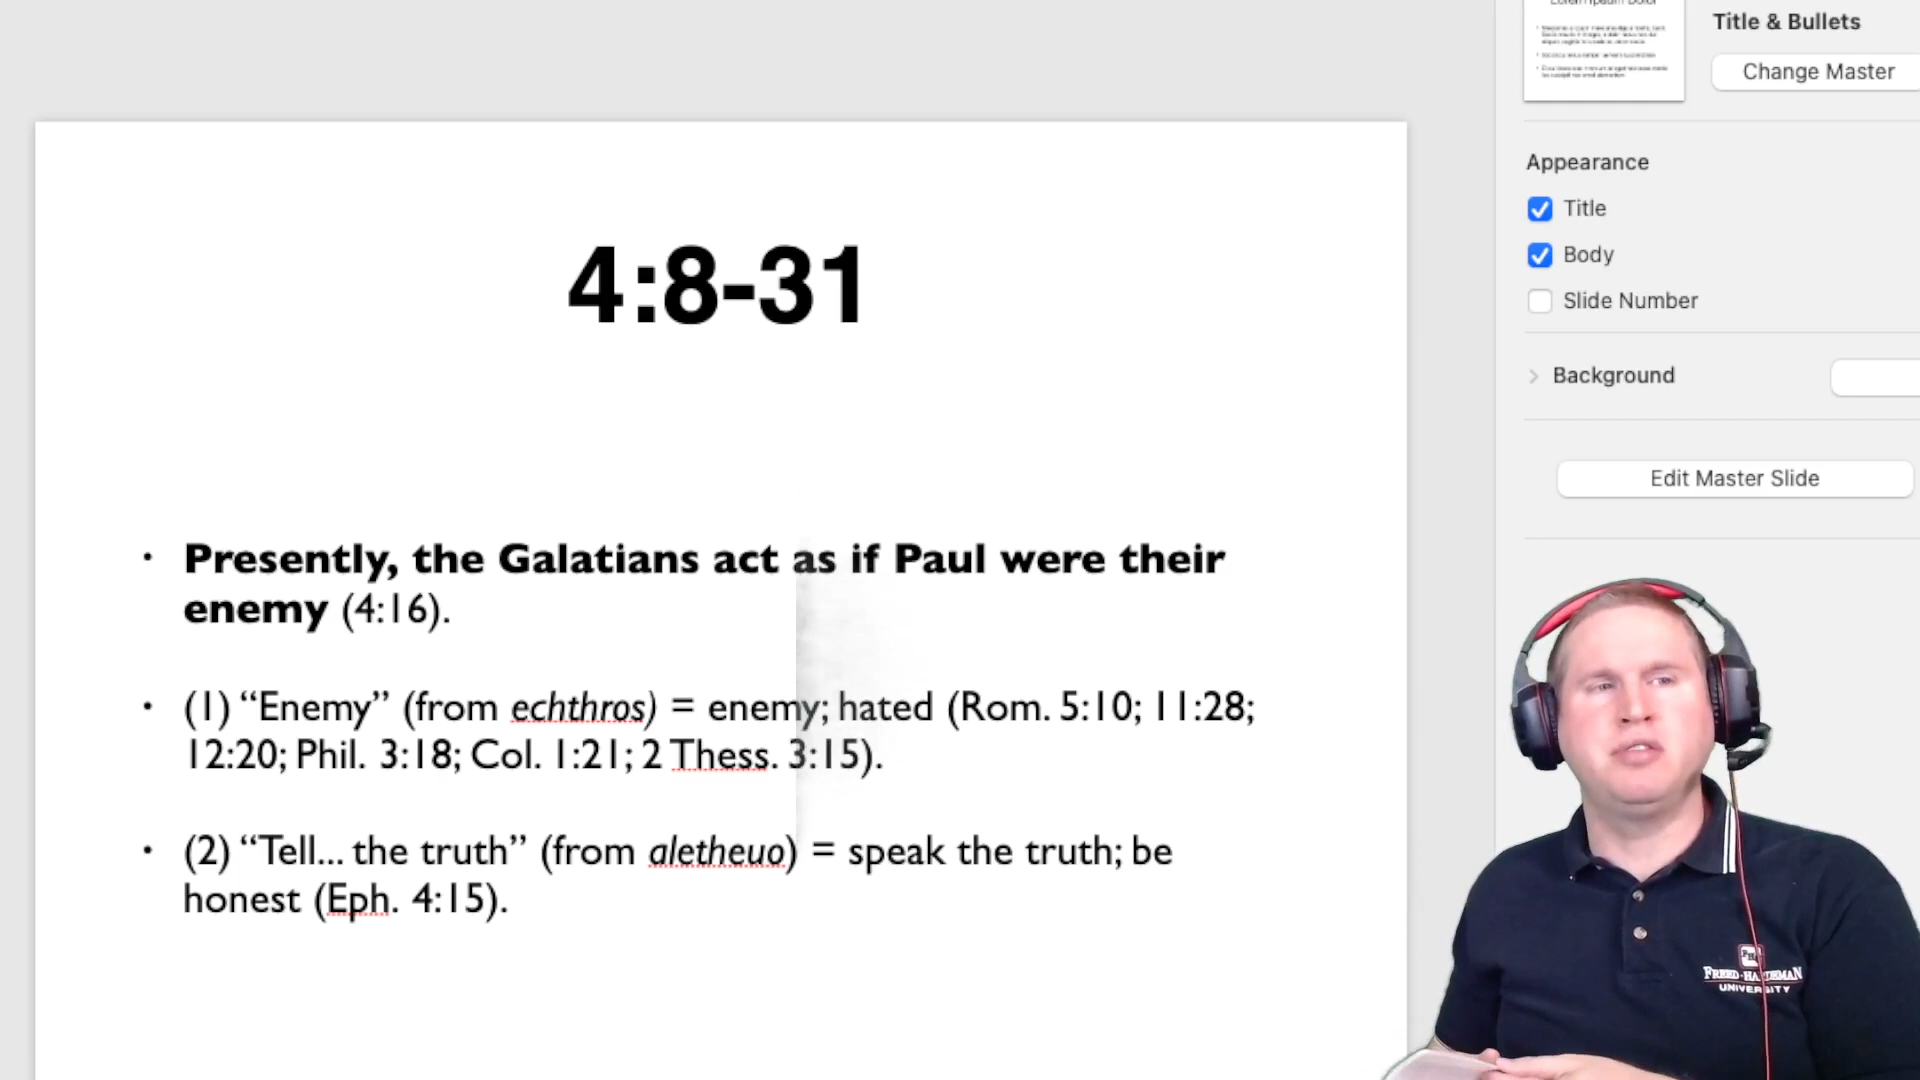 Title & Bullets
Change Master
Appearance
Title
Body
Slide Number
Background
Edit Master Slide
4:8-31
• Presently, the Galatians act as if Paul were their
enemy (4:16).
• (1) “Enemy” (from echthros) = enemy; hated (Rom. 5:10; 11:28;
12:20; Phil. 3:18; Col. 1:21; 2 Thess. 3:15).
• (2) “Tell... the truth” (from aletheuo) = speak the truth; be
honest (Eph. 4:15).
FREED-HARDEMAN
UNIVERSITY